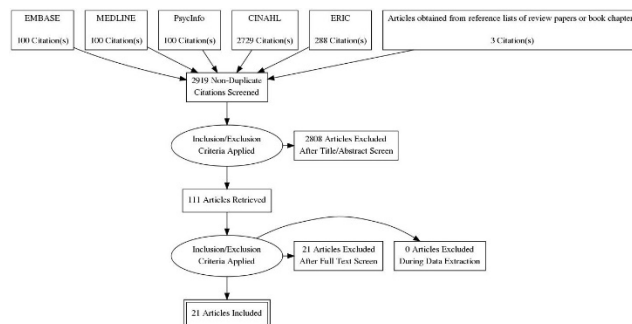 EMBASE
100 Citation(s)
MEDLINE
100 Citation(s)
PsycInfo
100 Citation(s)
CINAHL
2729 Citation(s)
ERIC
288 Citation(s)
Articles obtained from reference lists of review papers or book chapter
3 Citation(s)
2919 Non-Duplicate
Citations Screened
Inclusion/Exclusion
Criteria Applied
2808 Articles Excluded
After Title/Abstract Screen
111 Articles Retrieved
Inclusion/Exclusion
Criteria Applied
21 Articles Excluded
After Full Text Screen
0 Articles Excluded
During Data Extraction
21 Articles Included